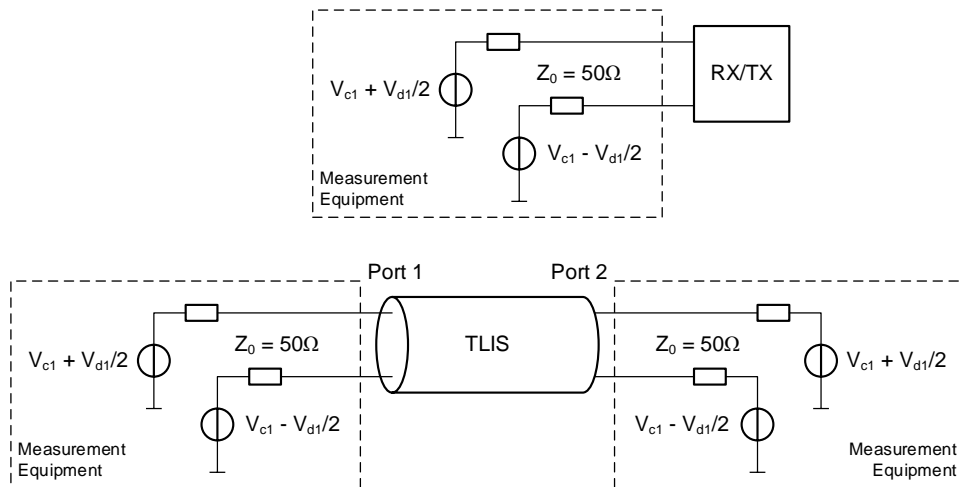 RX/TX
V_c1 + V_d1/2
Z_0 = 50Ω
V_c1 - V_d1/2
Measurement
Equipment
Port 1
Port 2
TLIS
V_c1 + V_d1/2
Z_0 = 50Ω
Z_0 = 50Ω
V_c1 + V_d1/2
V_c1 - V_d1/2
V_c1 - V_d1/2
Measurement
Equipment
Measurement
Equipment